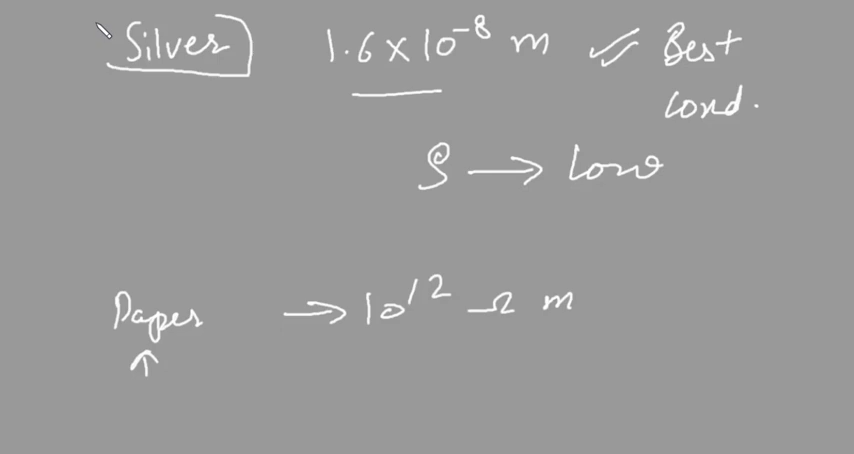 Silver 1.6 × 10⁻⁸ m ✓ Best
Cond.
ρ → Low
Paper → 10¹² Ω m
↑